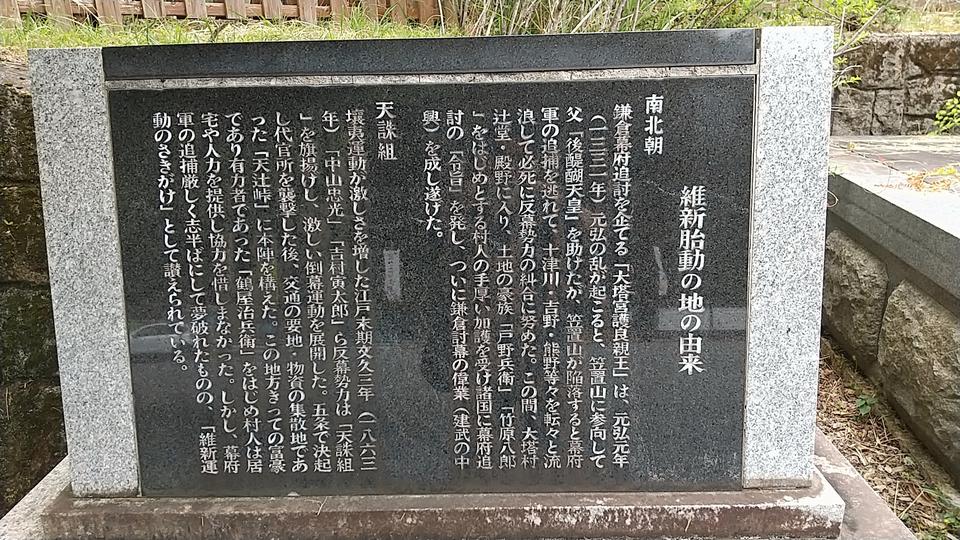 維新胎動の地の由来
南北朝
鎌倉幕府追討を企てる「大塔宮護良親王」は、元弘元年
(一三三一年)元弘の乱が起こると、笠置山に参向して
父「後醍醐天皇」を助けたが、笠置山が陥落すると幕府
軍の追捕を逃れて、十津川・吉野・熊野等々を転々と流
浪して必死に反幕勢力の糾合に努めた。この間、大塔村
辻堂・殿野に入り、土地の豪族「戸野兵衛」「竹原八郎
」をはじめとする村人の手厚い加護を受け諸国に幕府追
討の「令旨」を発し、ついに鎌倉討幕の偉業(建武の中
興)を成し遂げた。
天誅組
壌夷運動が激しさを増した江戸末期文久三年(一八六三
年)「中山忠光」「吉村寅太郎」ら反幕勢力は「天誅組
」を旗揚げし、激しい倒幕運動を展開した。五条で決起
し代官所を襲撃した後、交通の要地・物資の集散地であ
った「天辻峠」に本陣を構えた。この地方きっての富豪
であり有力者であった「鶴屋治兵衛」をはじめ村人は居
宅や人力を提供し協力を惜しまなかった。しかし、幕府
軍の追捕厳しく志半ばにして夢破れたものの、「維新運
動のさきがけ」として讃えられている。